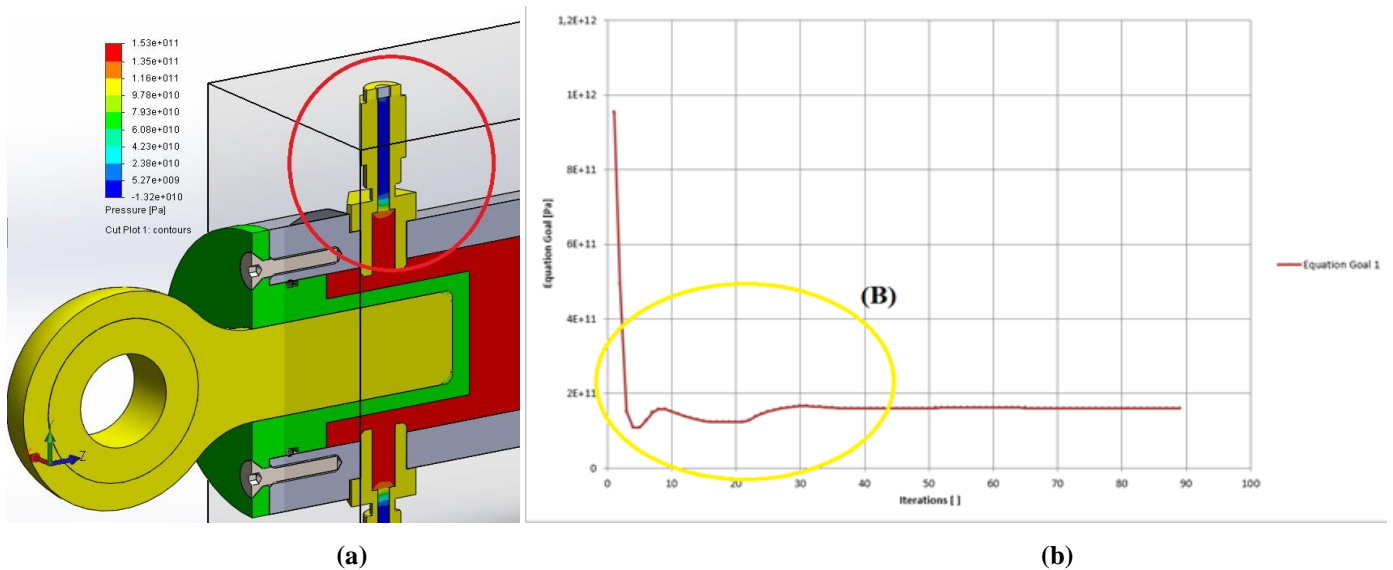 1.53e+011
1.35e+011
1.16e+011
9.78e+010
7.93e+010
6.08e+010
4.23e+010
2.38e+010
5.27e+009
-1.32e+010
Pressure [Pa]
Cut Plot 1: contours
Y
Z
(a)
1,2E+12
1E+12
8E+11
6E+11
4E+11
2E+11
0
Equation Goal [Pa]
(B)
Equation Goal 1
0 10 20 30 40 50 60 70 80 90 100
Iterations [ ]
(b)